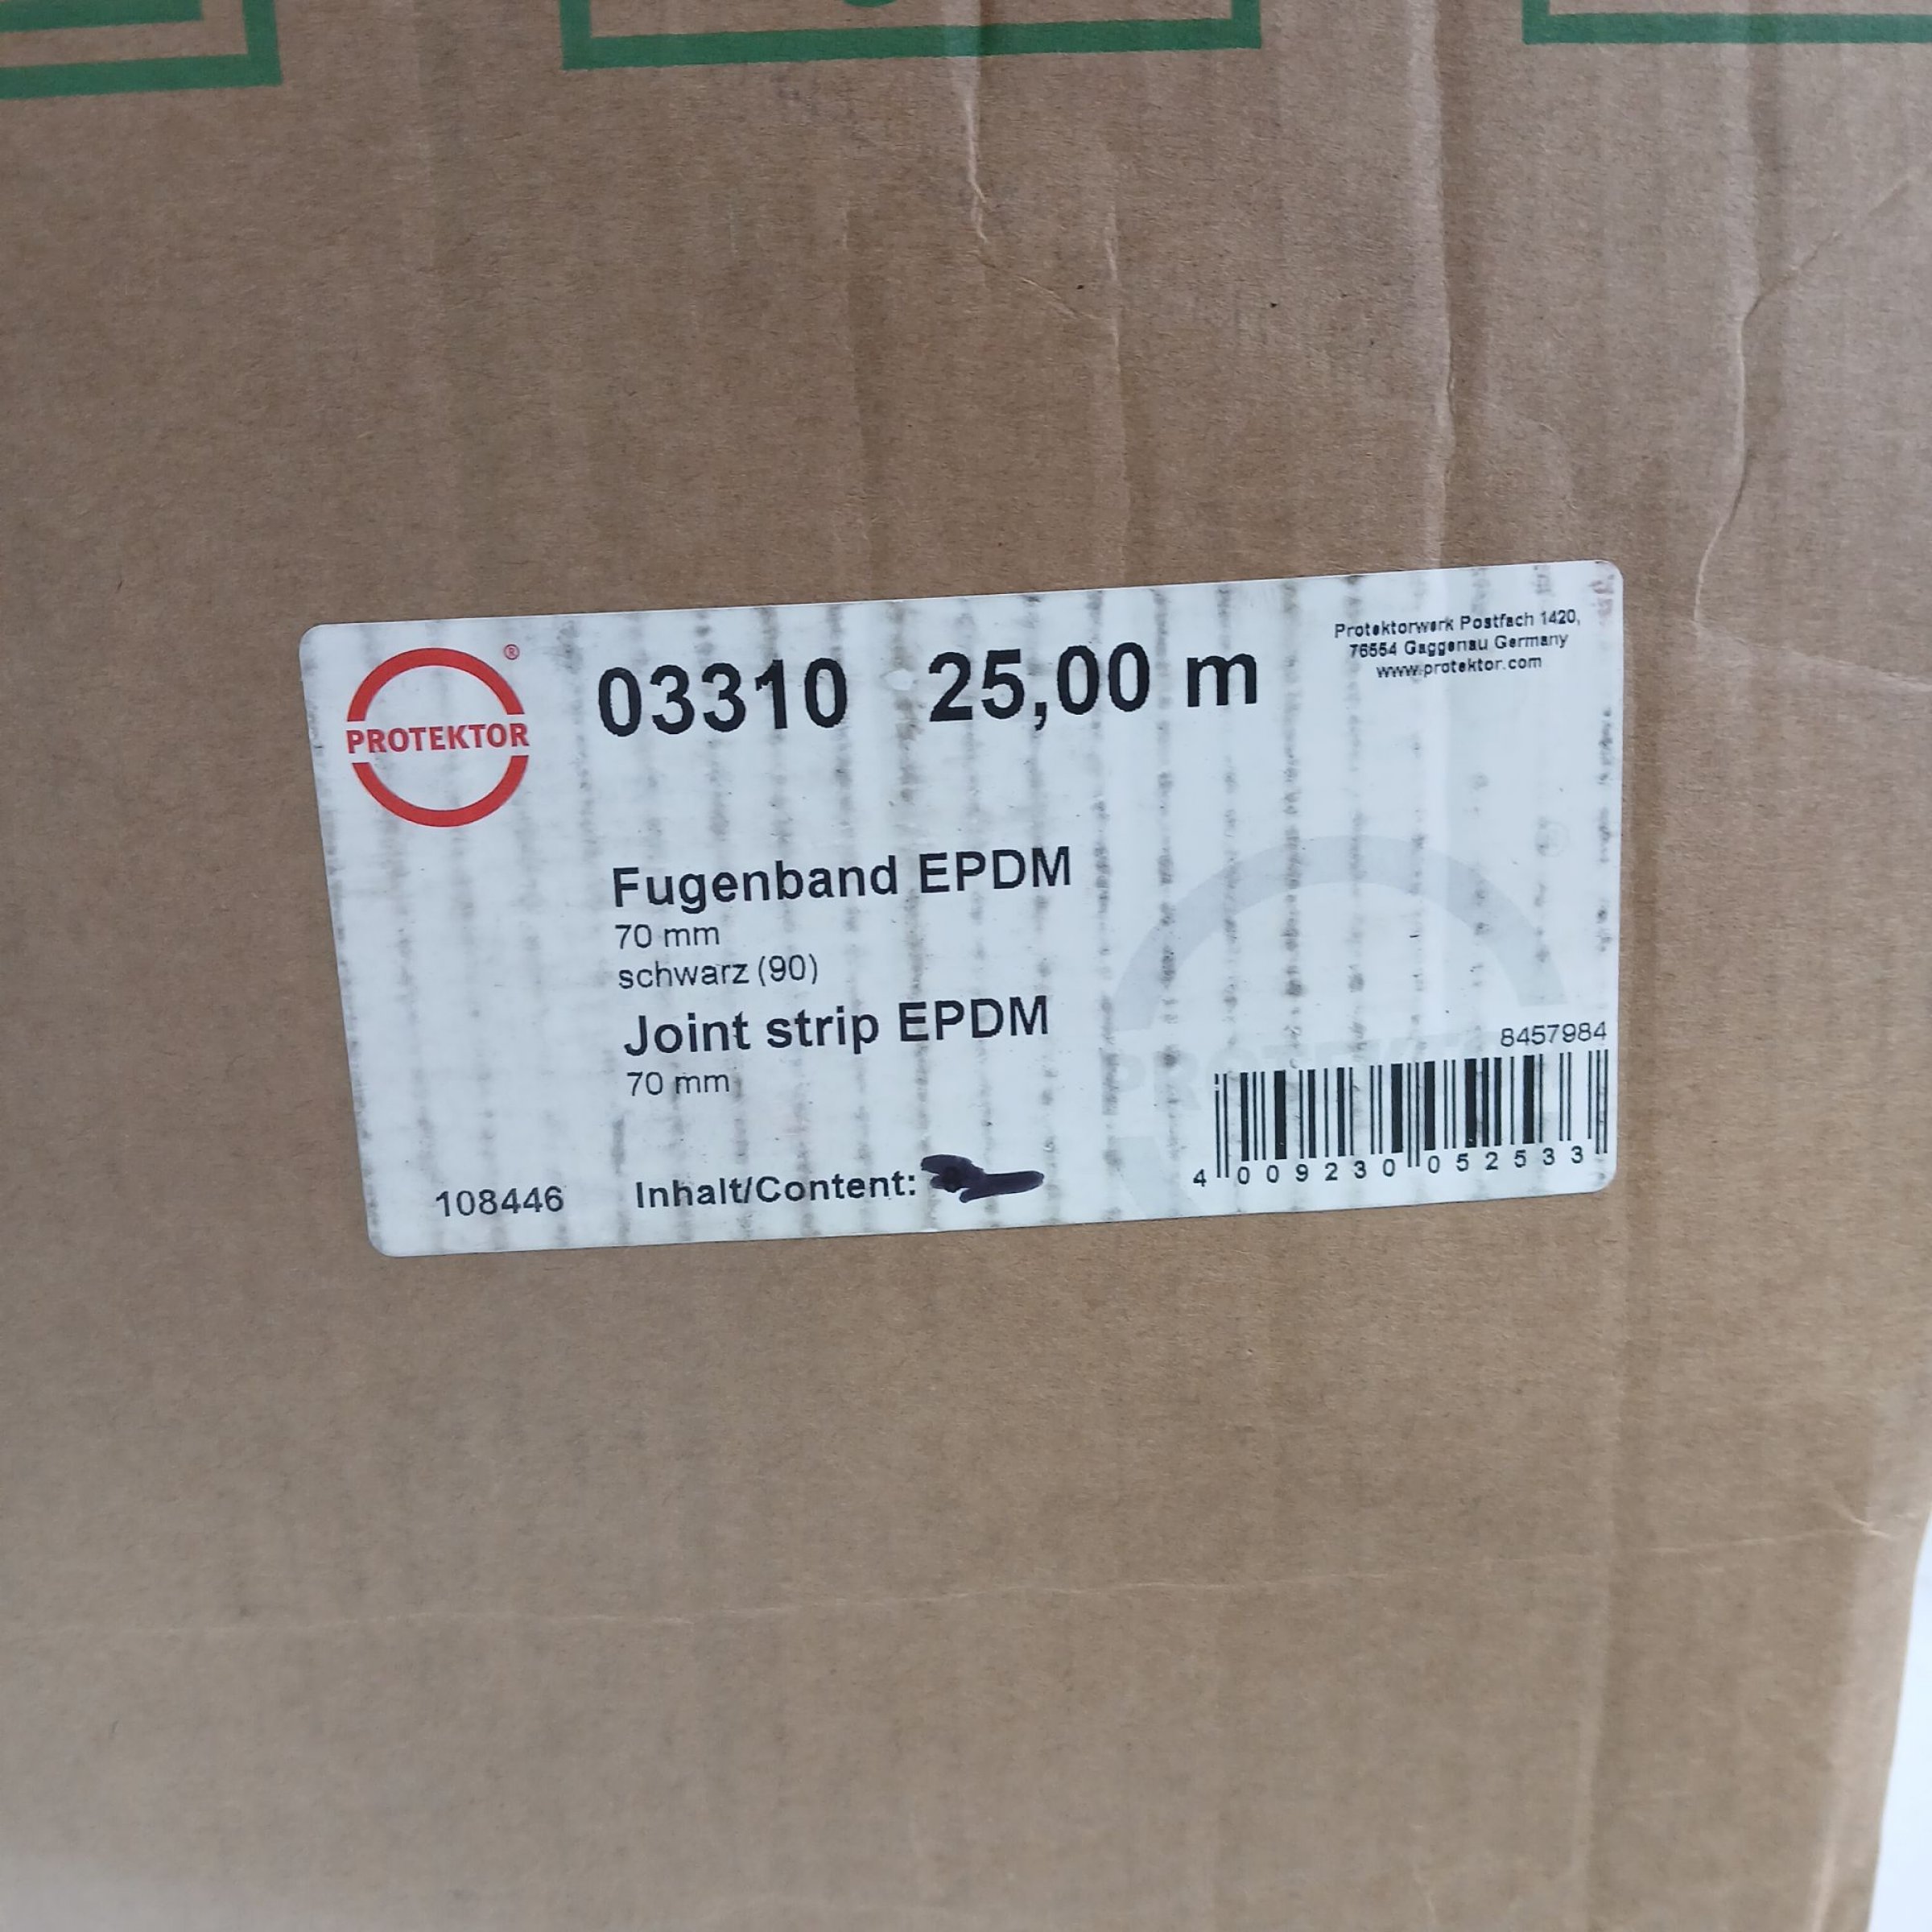 PROTEKTOR ®
03310 25,00 m
Protektorwerk Postfach 1420,
76554 Gaggenau Germany
www.protektor.com
Fugenband EPDM
70 mm
schwarz (90)
Joint strip EPDM
70 mm
8457984
4 009230 052533
108446
Inhalt/Content: